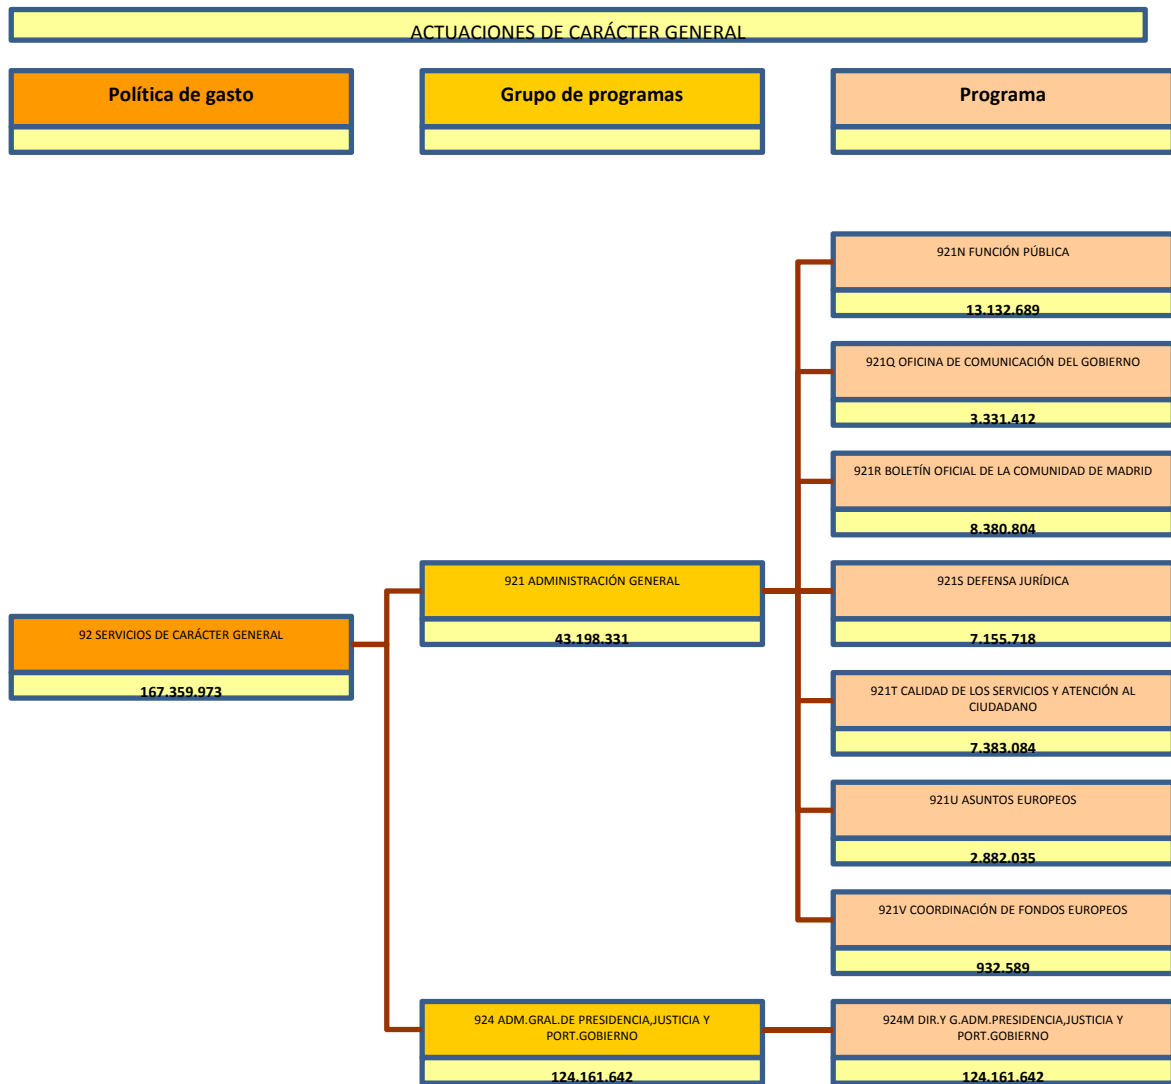 ACTUACIONES DE CARÁCTER GENERAL
Política de gasto
Grupo de programas
Programa
921N FUNCIÓN PÚBLICA
13.132.689
921Q OFICINA DE COMUNICACIÓN DEL GOBIERNO
3.331.412
921R BOLETÍN OFICIAL DE LA COMUNIDAD DE MADRID
8.380.804
921 ADMINISTRACIÓN GENERAL
43.198.331
921S DEFENSA JURÍDICA
7.155.718
92 SERVICIOS DE CARÁCTER GENERAL
167.359.973
921T CALIDAD DE LOS SERVICIOS Y ATENCIÓN AL
CIUDADANO
7.383.084
921U ASUNTOS EUROPEOS
2.882.035
921V COORDINACIÓN DE FONDOS EUROPEOS
932.589
924 ADM.GRAL.DE PRESIDENCIA,JUSTICIA Y
PORT.GOBIERNO
124.161.642
924M DIR.Y G.ADM.PRESIDENCIA,JUSTICIA Y
PORT.GOBIERNO
124.161.642